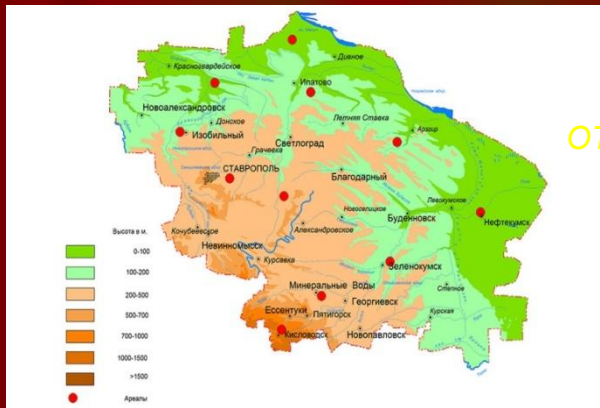 Дивное
Красногвардейское
Ипатово
Новоалександровск
Донское
Летняя Ставка
Арзгир
Изобильный
Светлоград
Грачевка
СТАВРОПОЛЬ
Благодарный
Левокумское
Новоселицкое
Буденновск
Нефтекумск
Кочубеевское
Александровское
Невинномысск
Курсавка
Зеленокумск
Степное
Минеральные Воды
Георгиевск
Ессентуки
Пятигорск
Курская
Кисловодск
Новопавловск
Высота в м.
0-100
100-200
200-500
500-700
700-1000
1000-1500
>1500
Ареалы